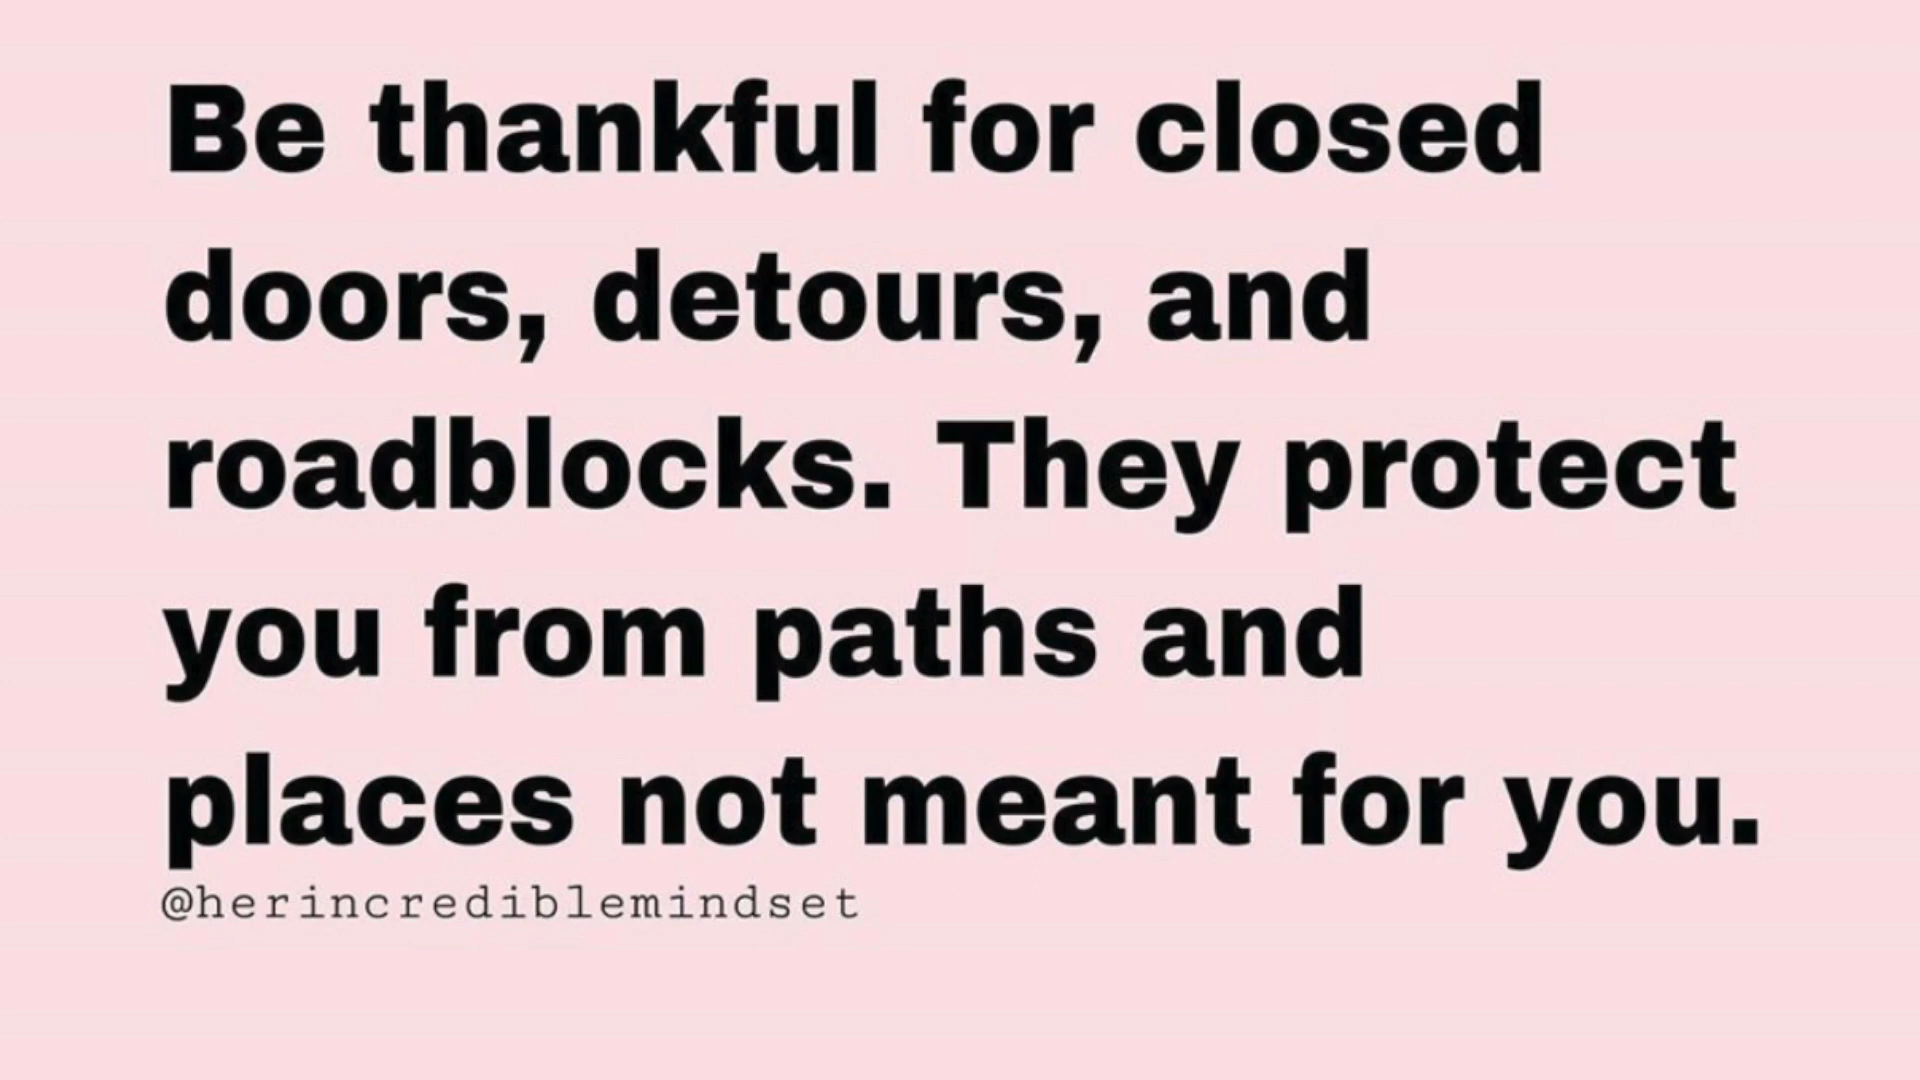 Be thankful for closed
doors, detours, and
roadblocks. They protect
you from paths and
places not meant for you.
@herincrediblemindset